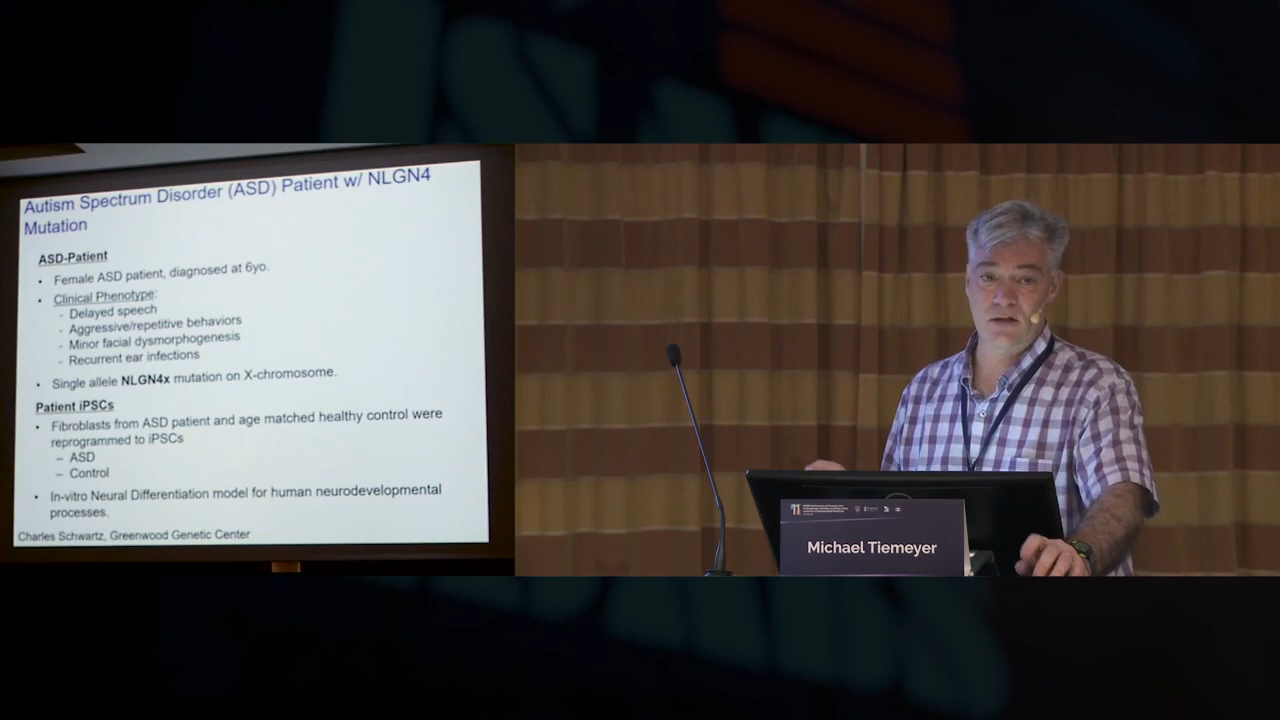 Autism Spectrum Disorder (ASD) Patient w/ NLGN4
Mutation
ASD-Patient
• Female ASD patient, diagnosed at 6yo.
• Clinical Phenotype:
- Delayed speech
- Aggressive/repetitive behaviors
- Minor facial dysmorphogenesis
- Recurrent ear infections
• Single allele NLGN4x mutation on X-chromosome.
Patient iPSCs
• Fibroblasts from ASD patient and age matched healthy control were
reprogrammed to iPSCs
– ASD
– Control
• In-vitro Neural Differentiation model for human neurodevelopmental
processes.
Charles Schwartz, Greenwood Genetic Center
11
Michael Tiemeyer